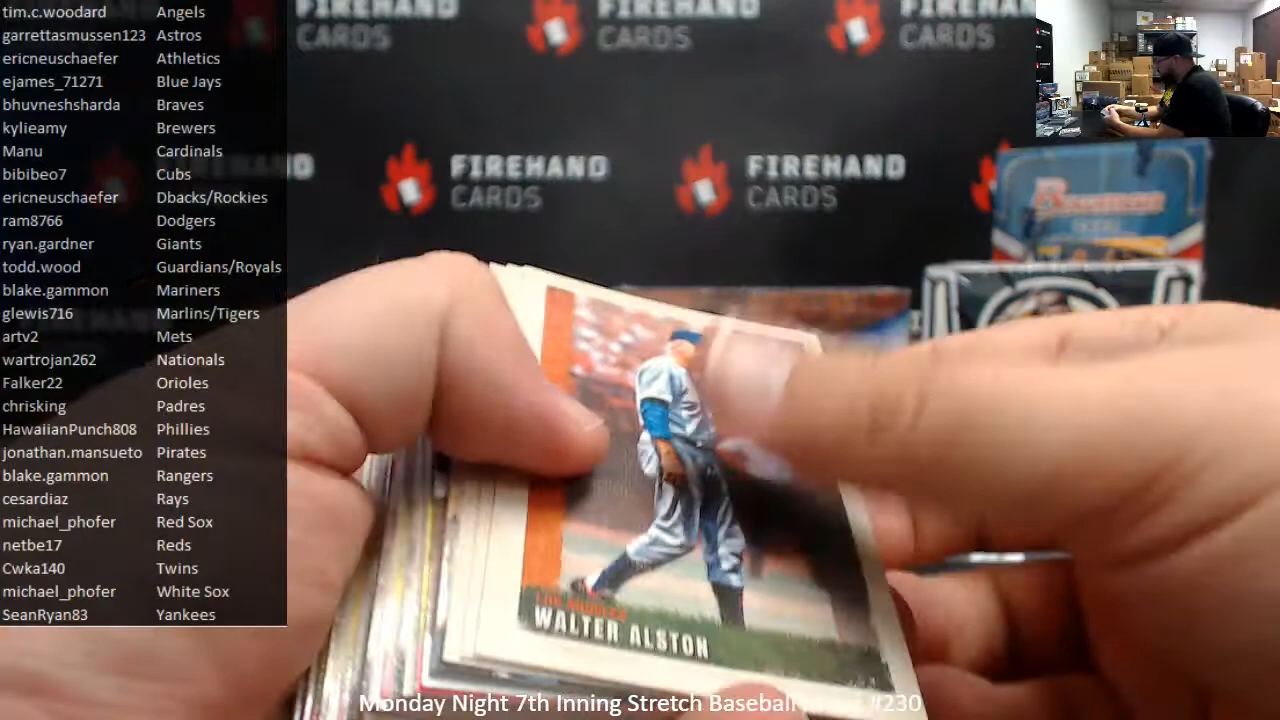 tim.c.woodard Angels
garrettasmussen123 Astros
ericneuschaefer Athletics
ejames_71271 Blue Jays
bhuvneshsharda Braves
kylieamy Brewers
Manu Cardinals
bibibeo7 Cubs
ericneuschaefer Dbacks/Rockies
ram8766 Dodgers
ryan.gardner Giants
todd.wood Guardians/Royals
blake.gammon Mariners
glewis716 Marlins/Tigers
artv2 Mets
wartrojan262 Nationals
Falker22 Orioles
chrisking Padres
HawaiianPunch808 Phillies
jonathan.mansueto Pirates
blake.gammon Rangers
cesardiaz Rays
michael_phofer Red Sox
netbe17 Reds
Cwka140 Twins
michael_phofer White Sox
SeanRyan83 Yankees
FIREHAND
CARDS
FIREHAND
CARDS
FIREHAND
CARDS
FIREHAND
CARDS
FIREHAND
CARDS
Bowman
WALTER ALSTON
Monday Night 7th Inning Stretch Baseball #230